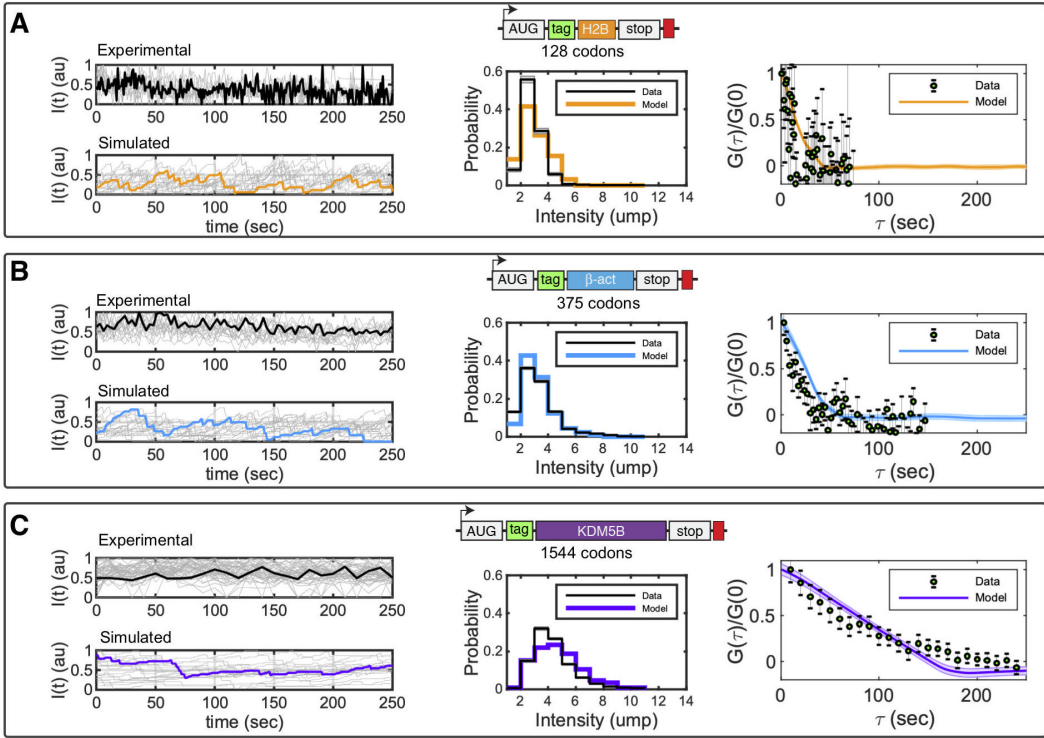 A
AUG tag H2B stop
128 codons
Experimental
I(t) (au)
1
0.5
0
0 50 100 150 200 250
Simulated
I(t) (au)
1
0.5
0
0 50 100 150 200 250
time (sec)
Probability
0.6
0.4
0.2
0
Data
Model
2 4 6 8 10 12 14
Intensity (ump)
G(τ)/G(0)
1
0.5
0
Data
Model
0 100 200
τ (sec)
B
AUG tag β-act stop
375 codons
Experimental
I(t) (au)
1
0.5
0
0 50 100 150 200 250
Simulated
I(t) (au)
1
0.5
0
0 50 100 150 200 250
time (sec)
Probability
0.6
0.4
0.2
0
Data
Model
2 4 6 8 10 12 14
Intensity (ump)
G(τ)/G(0)
1
0.5
0
Data
Model
0 100 200
τ (sec)
C
AUG tag KDM5B stop
1544 codons
Experimental
I(t) (au)
1
0.5
0
0 50 100 150 200 250
Simulated
I(t) (au)
1
0.5
0
0 50 100 150 200 250
time (sec)
Probability
0.6
0.4
0.2
0
Data
Model
2 4 6 8 10 12 14
Intensity (ump)
G(τ)/G(0)
1
0.5
0
Data
Model
0 100 200
τ (sec)